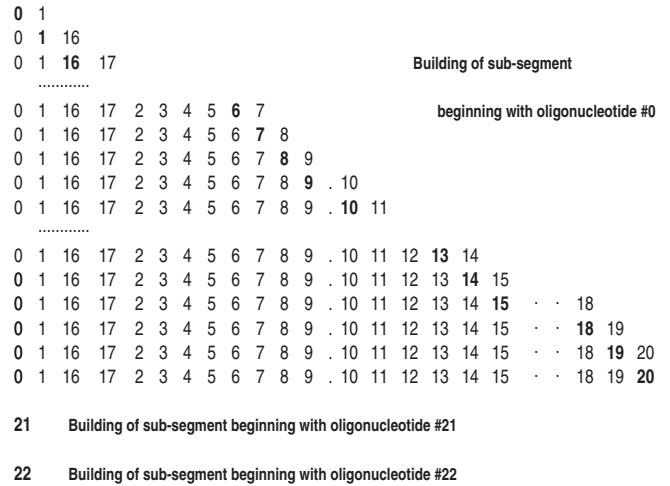 0 1
0 1 16
0 1 16 17 Building of sub-segment
............
0 1 16 17 2 3 4 5 6 7 beginning with oligonucleotide #0
0 1 16 17 2 3 4 5 6 7 8
0 1 16 17 2 3 4 5 6 7 8 9
0 1 16 17 2 3 4 5 6 7 8 9 . 10
0 1 16 17 2 3 4 5 6 7 8 9 . 10 11
............
0 1 16 17 2 3 4 5 6 7 8 9 . 10 11 12 13 14
0 1 16 17 2 3 4 5 6 7 8 9 . 10 11 12 13 14 15
0 1 16 17 2 3 4 5 6 7 8 9 . 10 11 12 13 14 15 · · 18
0 1 16 17 2 3 4 5 6 7 8 9 . 10 11 12 13 14 15 · · 18 19
0 1 16 17 2 3 4 5 6 7 8 9 . 10 11 12 13 14 15 · · 18 19 20
0 1 16 17 2 3 4 5 6 7 8 9 . 10 11 12 13 14 15 · · 18 19 20
21 Building of sub-segment beginning with oligonucleotide #21
22 Building of sub-segment beginning with oligonucleotide #22